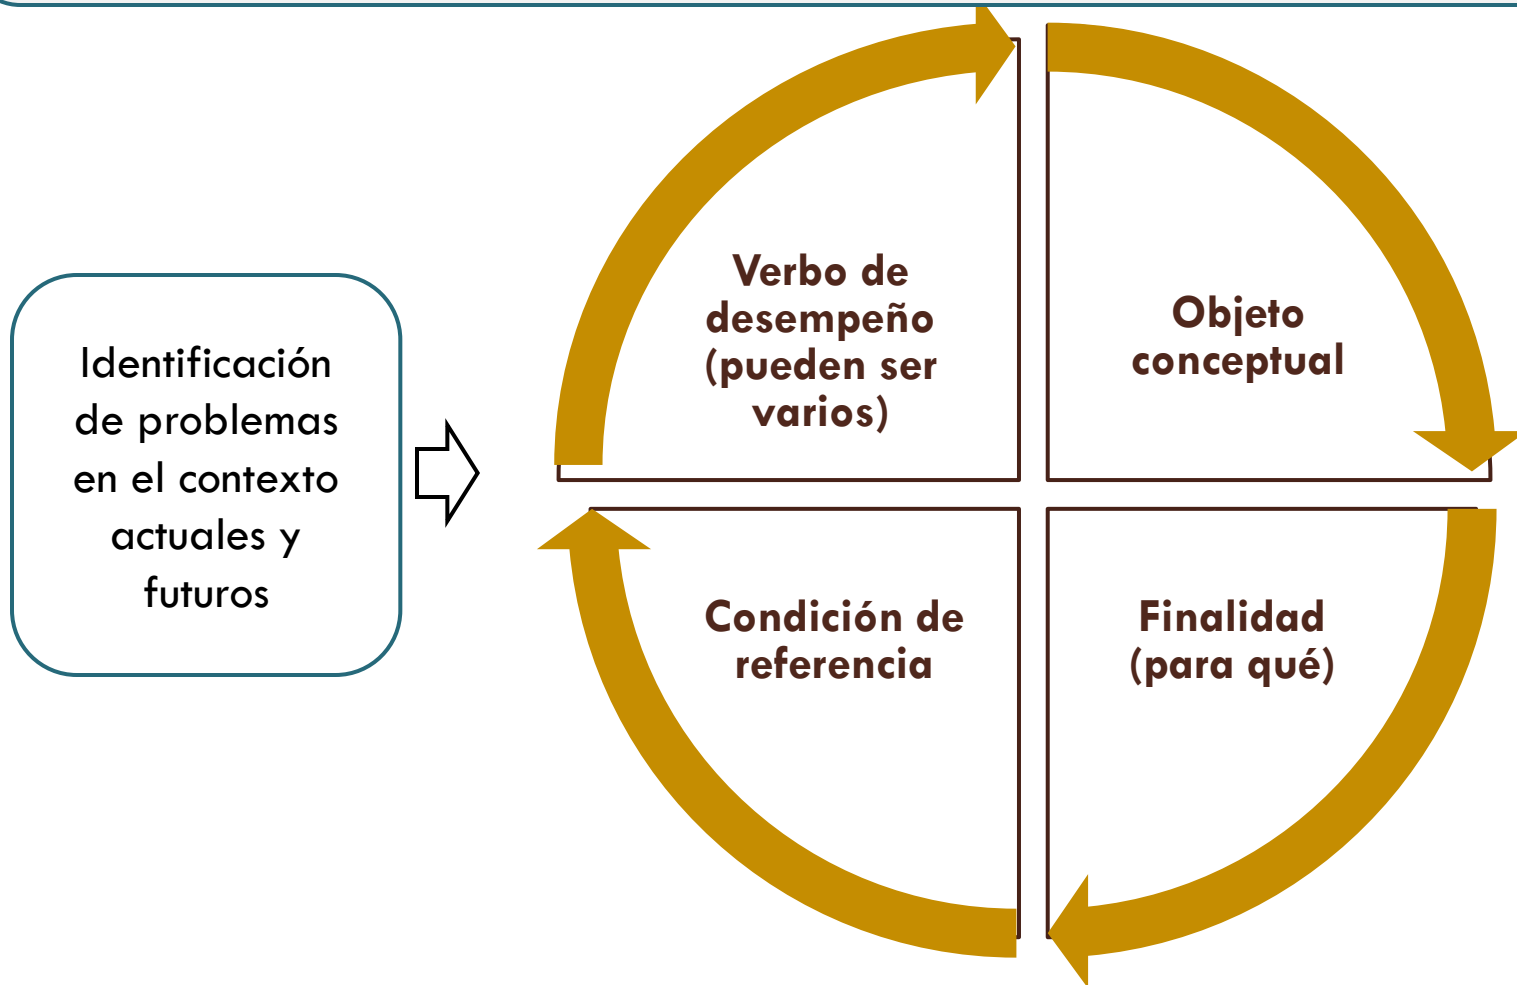 Identificación
de problemas
en el contexto
actuales y
futuros
Verbo de
desempeño
(pueden ser
varios)
Objeto
conceptual
Condición de
referencia
Finalidad
(para qué)